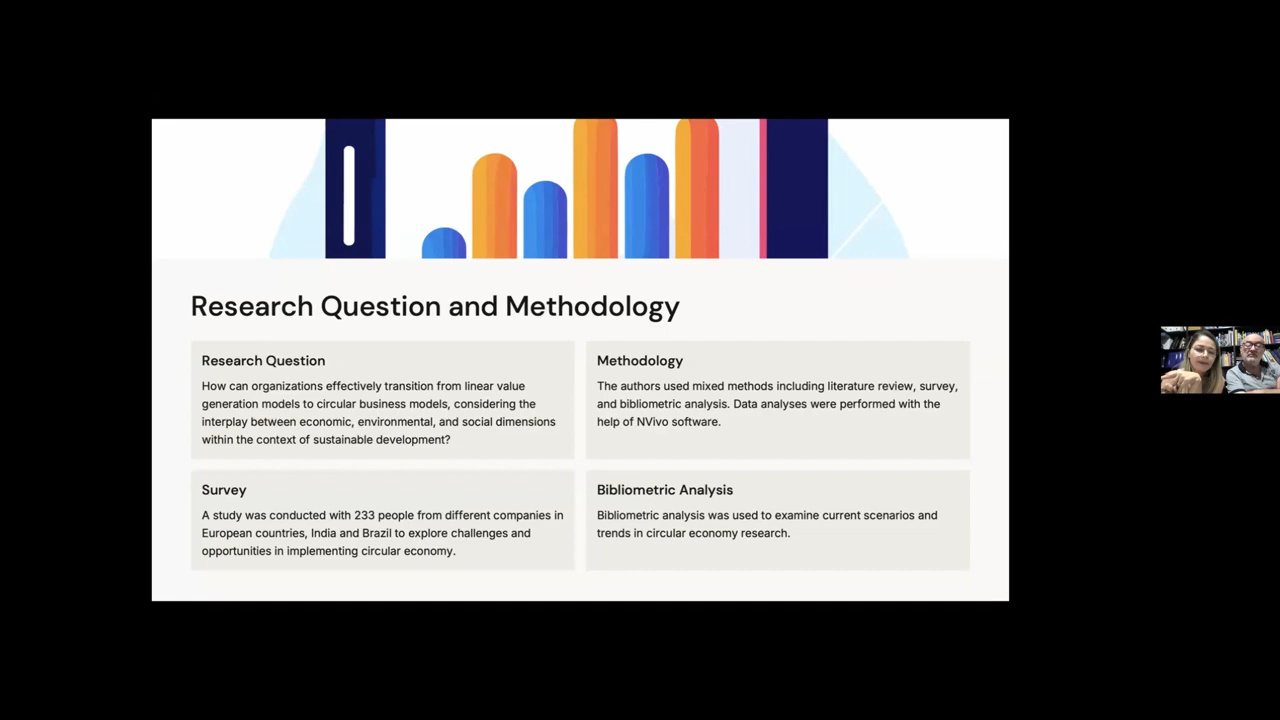 Research Question and Methodology
Research Question
How can organizations effectively transition from linear value
generation models to circular business models, considering the
interplay between economic, environmental, and social dimensions
within the context of sustainable development?
Methodology
The authors used mixed methods including literature review, survey,
and bibliometric analysis. Data analyses were performed with the
help of NVivo software.
Survey
A study was conducted with 233 people from different companies in
European countries, India and Brazil to explore challenges and
opportunities in implementing circular economy.
Bibliometric Analysis
Bibliometric analysis was used to examine current scenarios and
trends in circular economy research.